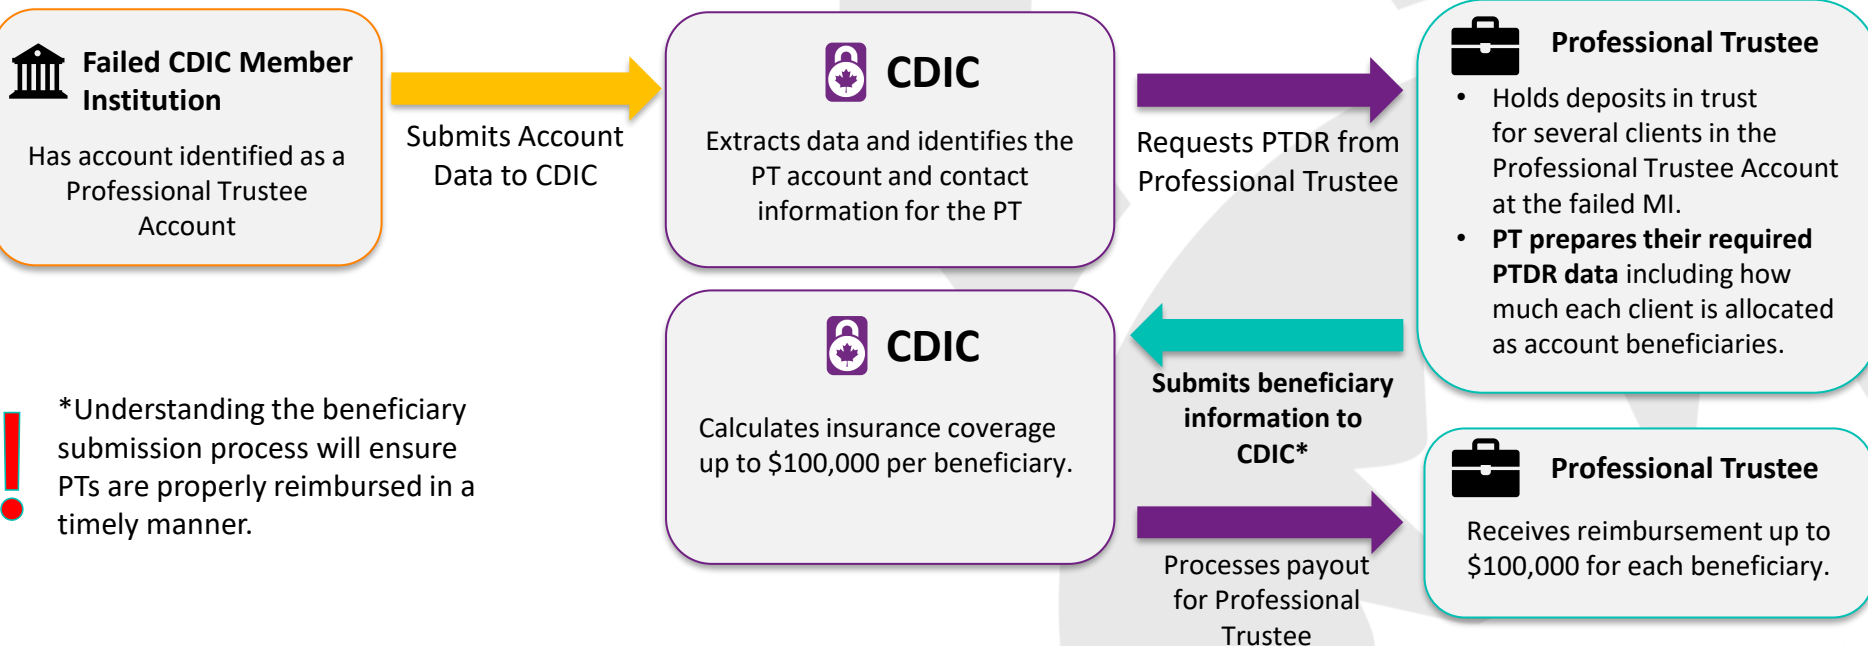 Failed CDIC Member
Institution
Has account identified as a
Professional Trustee
Account
Submits Account
Data to CDIC
CDIC
Extracts data and identifies the
PT account and contact
information for the PT
Requests PTDR from
Professional Trustee
Professional Trustee
• Holds deposits in trust
for several clients in the
Professional Trustee Account
at the failed MI.
• PT prepares their required
PTDR data including how
much each client is allocated
as account beneficiaries.
Submits beneficiary
information to
CDIC*
CDIC
Calculates insurance coverage
up to $100,000 per beneficiary.
Processes payout
for Professional
Trustee
Professional Trustee
Receives reimbursement up to
$100,000 for each beneficiary.
!
*Understanding the beneficiary
submission process will ensure
PTs are properly reimbursed in a
timely manner.